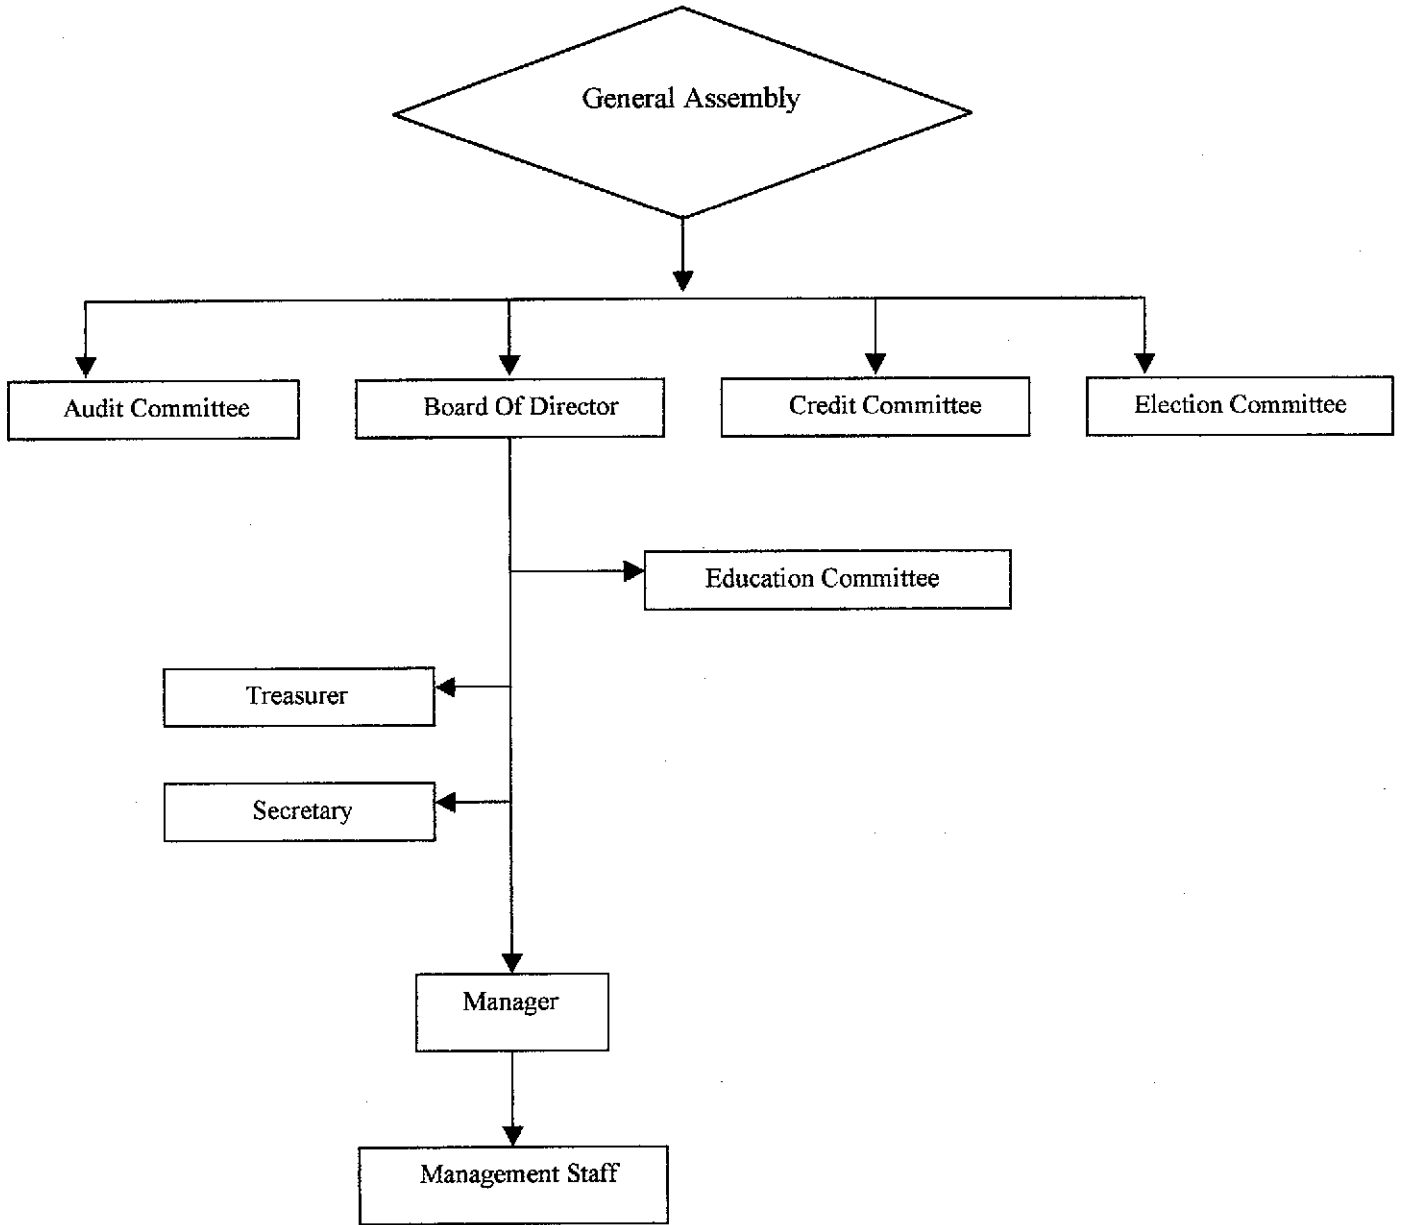 General Assembly
Audit Committee
Board Of Director
Credit Committee
Election Committee
Education Committee
Treasurer
Secretary
Manager
Management Staff